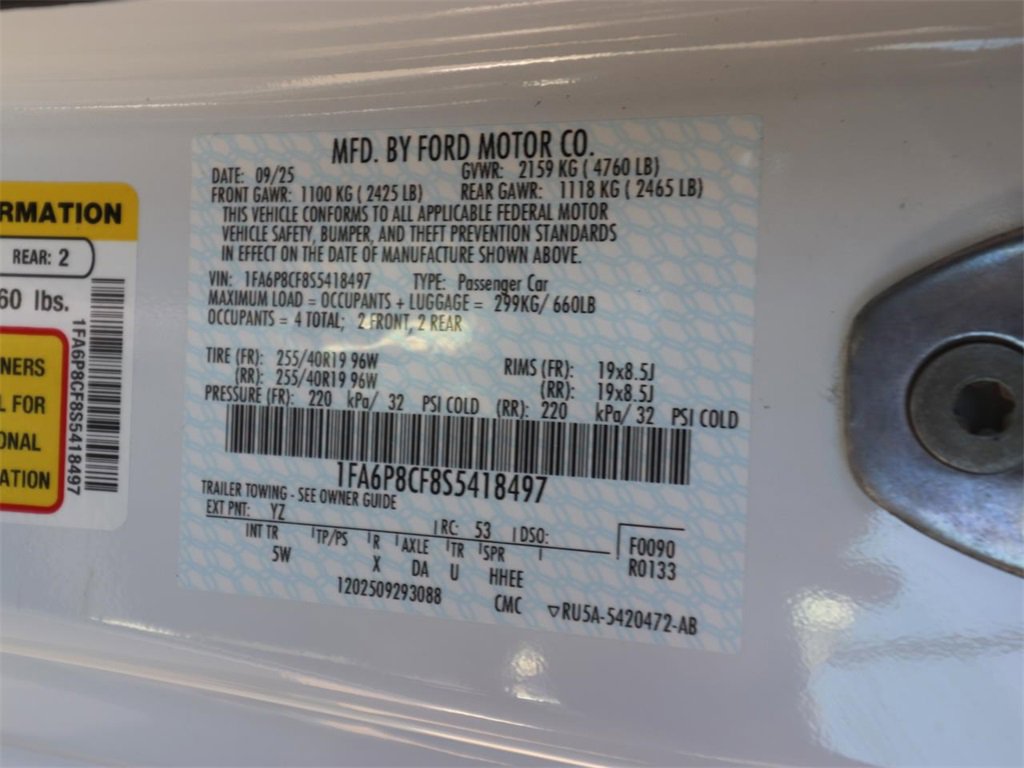 MFD. BY FORD MOTOR CO.
DATE: 09/25 GVWR: 2159 KG ( 4760 LB)
FRONT GAWR: 1100 KG ( 2425 LB) REAR GAWR: 1118 KG ( 2465 LB)
THIS VEHICLE CONFORMS TO ALL APPLICABLE FEDERAL MOTOR
VEHICLE SAFETY, BUMPER, AND THEFT PREVENTION STANDARDS
IN EFFECT ON THE DATE OF MANUFACTURE SHOWN ABOVE.
VIN: 1FA6P8CF8S5418497 TYPE: Passenger Car
MAXIMUM LOAD = OCCUPANTS + LUGGAGE = 299KG/ 660LB
OCCUPANTS = 4 TOTAL; 2 FRONT, 2 REAR
TIRE (FR): 255/40R19 96W RIMS (FR): 19x8.5J
(RR): 255/40R19 96W (RR): 19x8.5J
PRESSURE (FR): 220 kPa/ 32 PSI COLD (RR): 220 kPa/ 32 PSI COLD
1FA6P8CF8S5418497
TRAILER TOWING - SEE OWNER GUIDE
EXT PNT: YZ RC: 53 DSO:
INT TR TP/PS R AXLE TR SPR
5W X DA U HHEE
F0090
R0133
1202509293088 CMC ▽RU5A-5420472-AB
RMATION
REAR: 2
60 lbs.
NERS
L FOR
ONAL
ATION
1FA6P8CF8S5418497